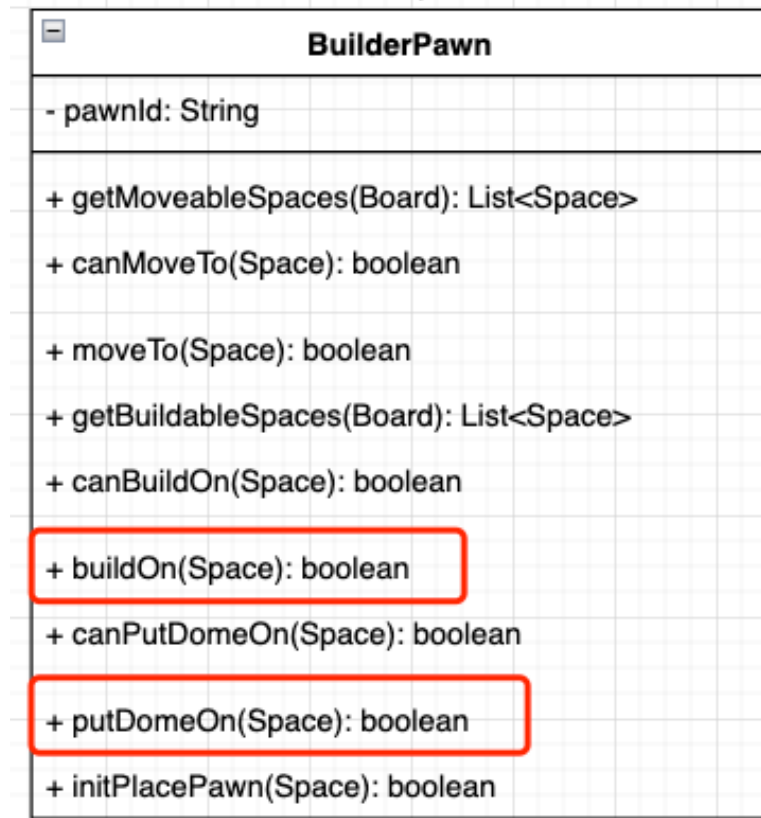 BuilderPawn
- pawnId: String
+ getMoveableSpaces(Board): List<Space>
+ canMoveTo(Space): boolean
+ moveTo(Space): boolean
+ getBuildableSpaces(Board): List<Space>
+ canBuildOn(Space): boolean
+ buildOn(Space): boolean
+ canPutDomeOn(Space): boolean
+ putDomeOn(Space): boolean
+ initPlacePawn(Space): boolean